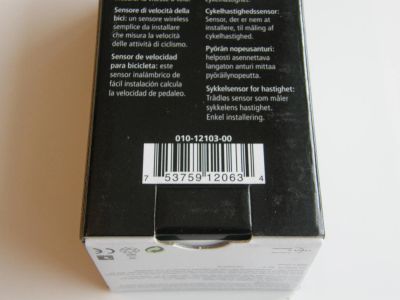 Sensore di velocità della
bici: un sensore wireless
semplice da installare
che misura la velocità
delle attività di ciclismo.
Sensor de velocidad
para bicicleta: este
sensor inalámbrico de
fácil instalación calcula
la velocidad de pedaleo.
cykelhastighed.
Cykelhastighedssensor:
Sensor, der er nem at
installere, til måling af
cykelhastighed.
Pyörän nopeusanturi:
helposti asennettava
langaton anturi mittaa
pyöräilynopeutta.
Sykkelsensor for hastighet:
Trådløs sensor som måler
sykkelens hastighet.
Enkel installering.
010-12103-00
7 53759 12063 4